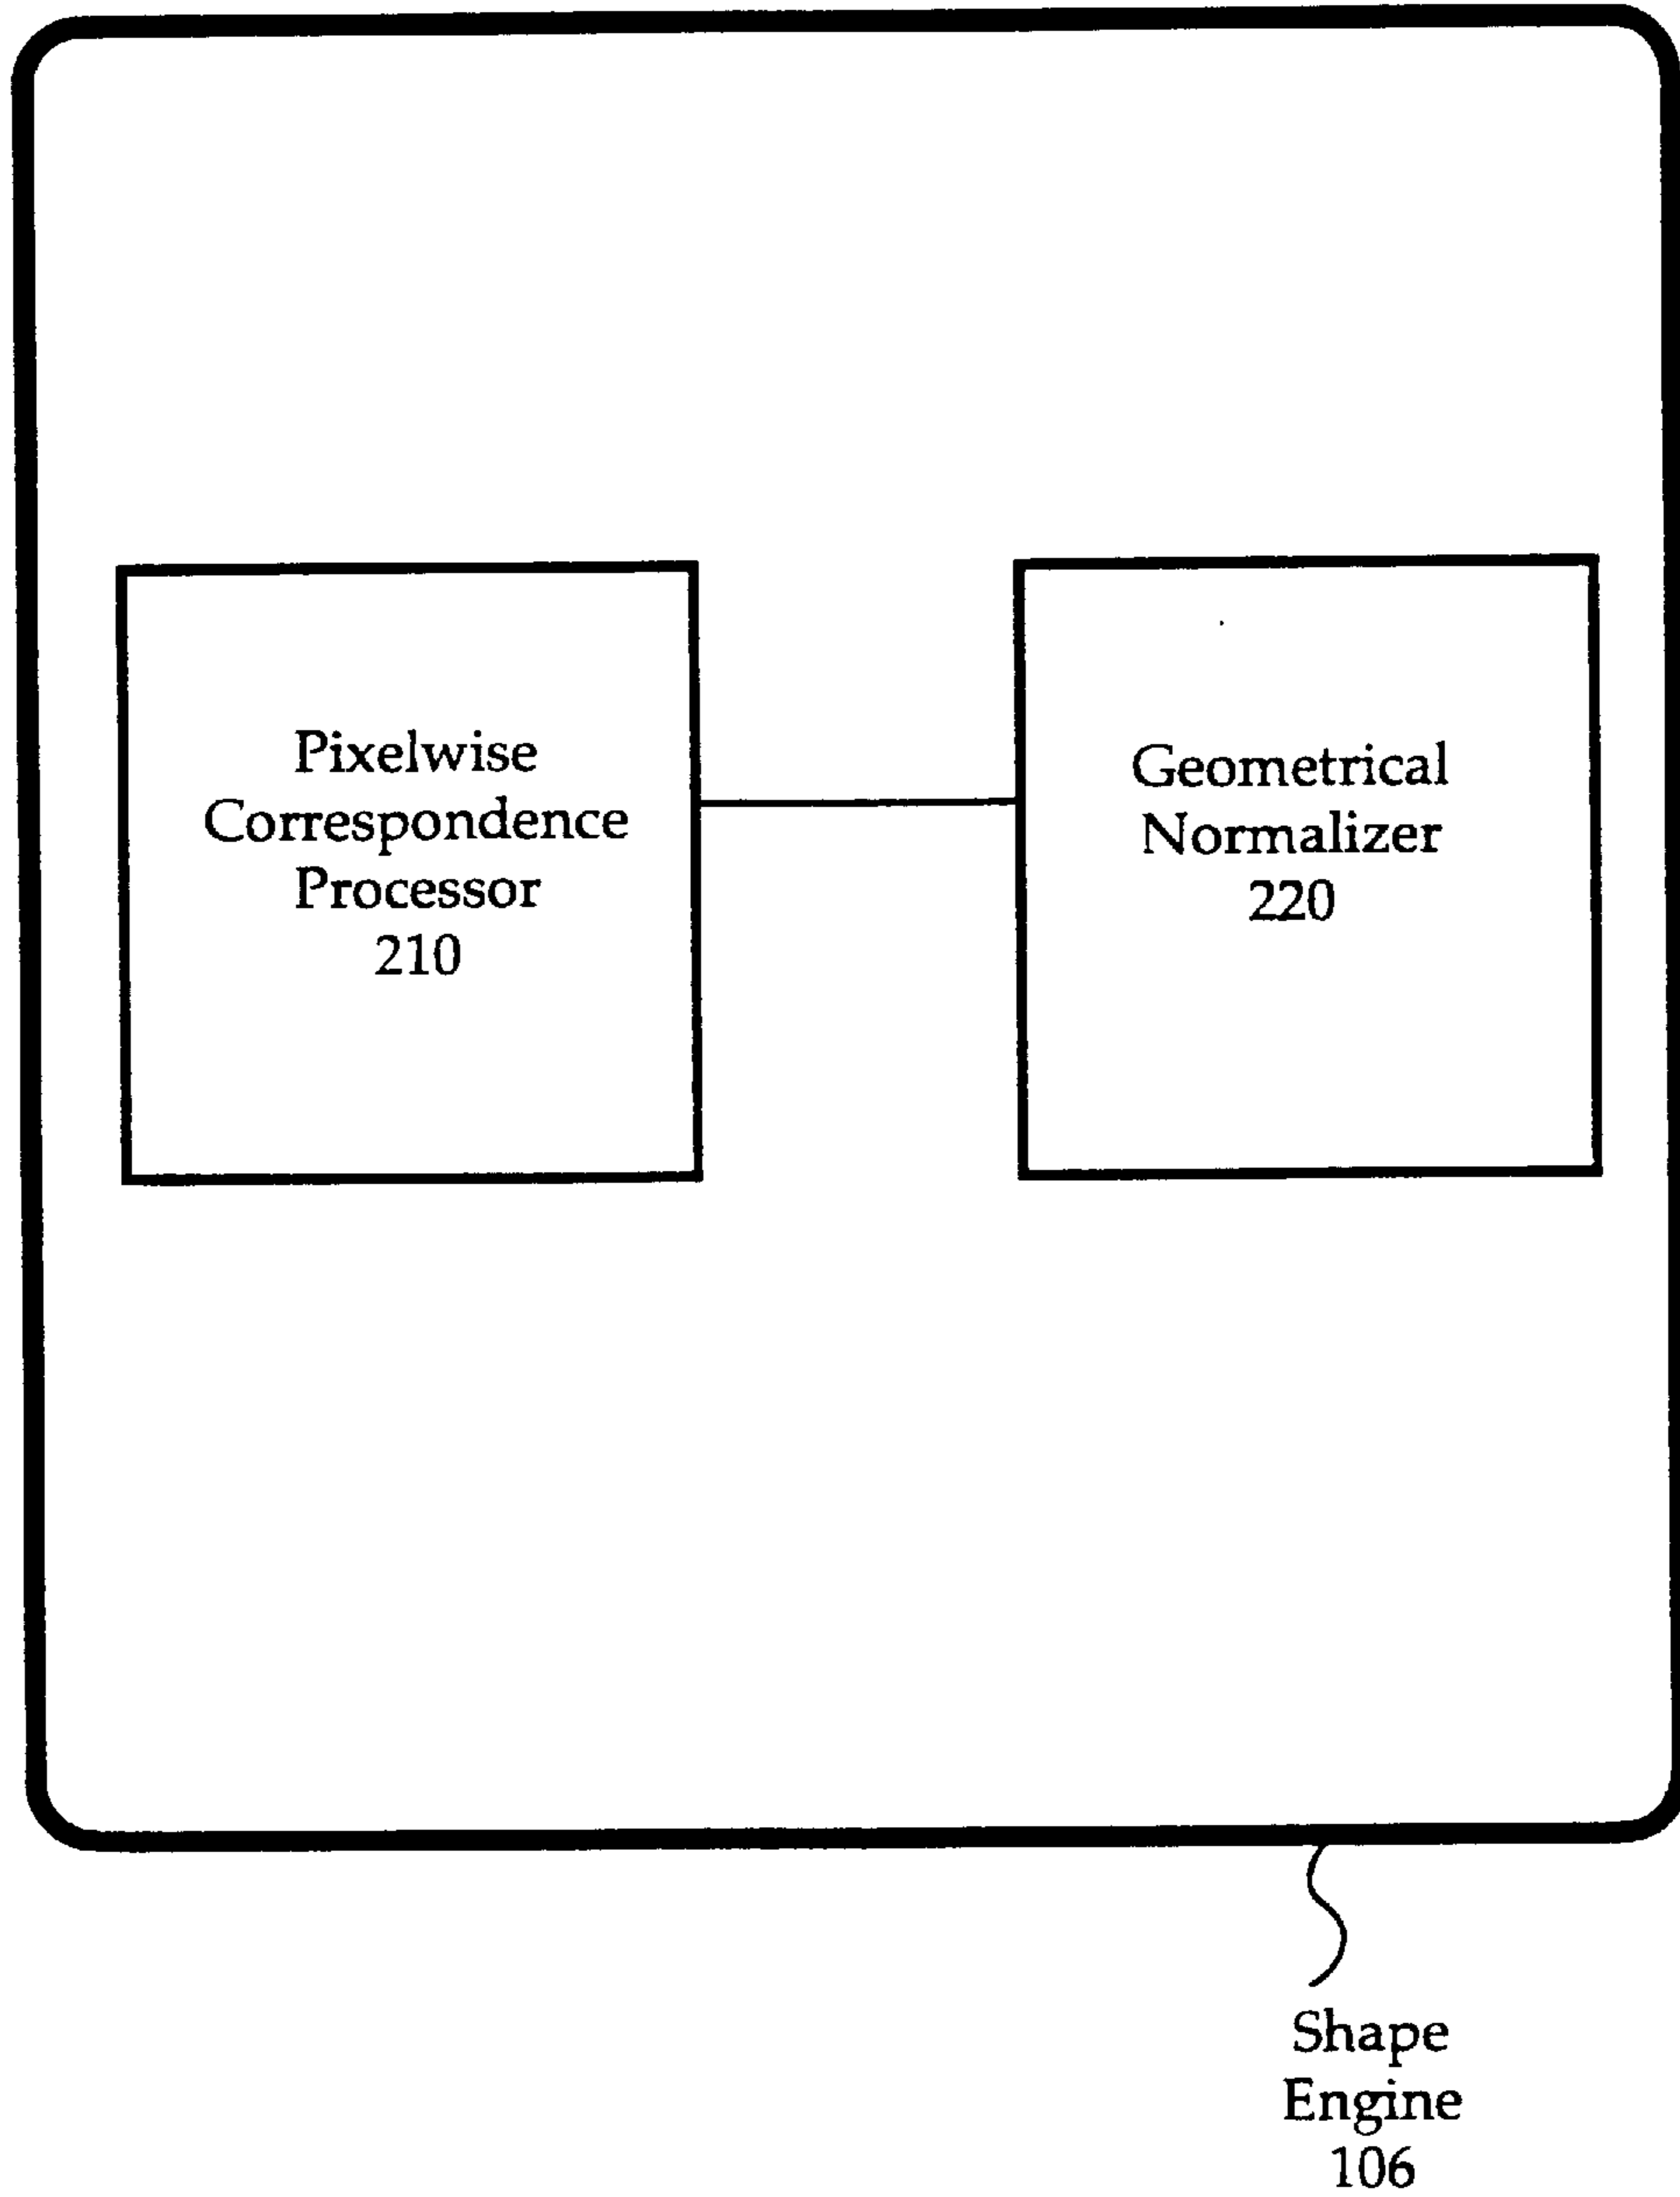 Pixelwise
Correspondence
Processor
210
Geometrical
Normalizer
220
Shape
Engine
106